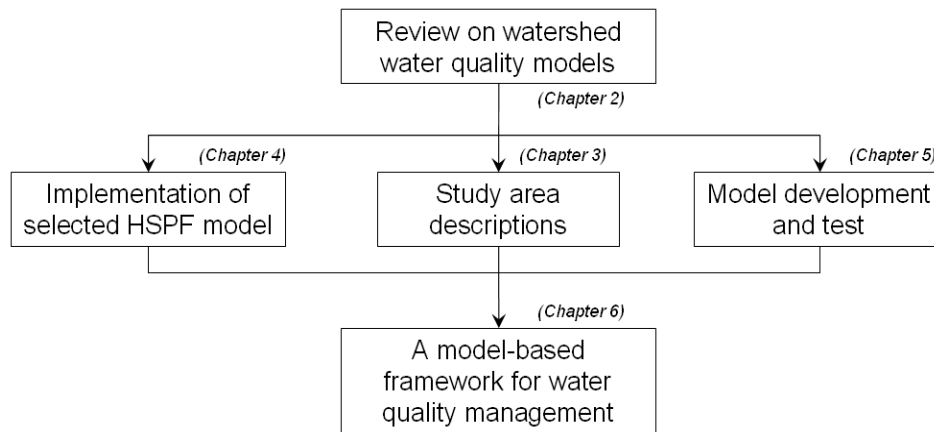 Review on watershed
water quality models
(Chapter 2)
(Chapter 4)
Implementation of
selected HSPF model
(Chapter 3)
Study area
descriptions
(Chapter 5)
Model development
and test
(Chapter 6)
A model-based
framework for water
quality management